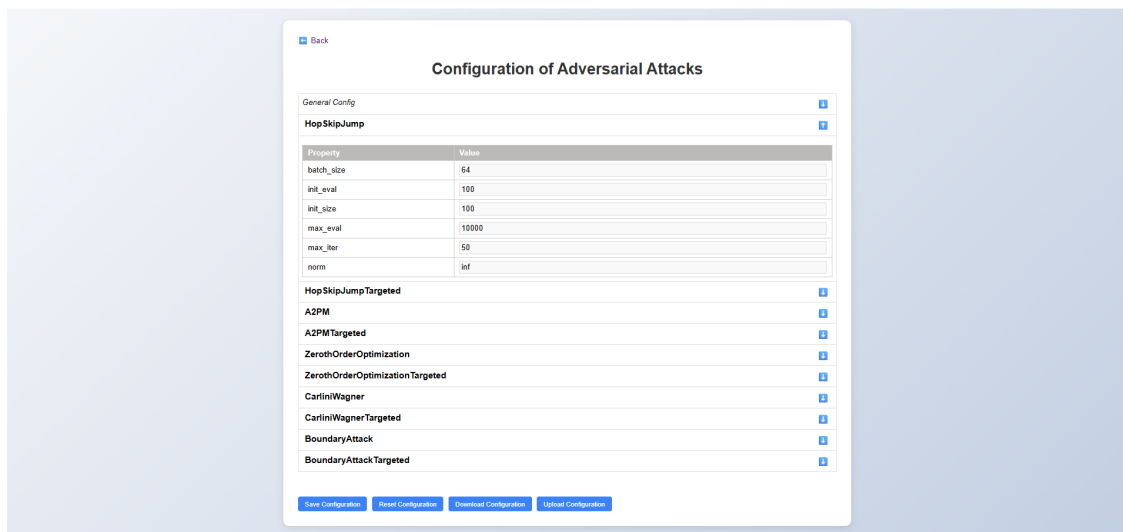 Back
Configuration of Adversarial Attacks
General Config
HopSkipJump
Property Value
batch_size 64
init_eval 100
init_size 100
max_eval 10000
max_iter 50
norm inf
HopSkipJumpTargeted
A2PM
A2PMTargeted
ZerothOrderOptimization
ZerothOrderOptimizationTargeted
CarliniWagner
CarliniWagnerTargeted
BoundaryAttack
BoundaryAttackTargeted
Save Configuration Reset Configuration Download Configuration Upload Configuration